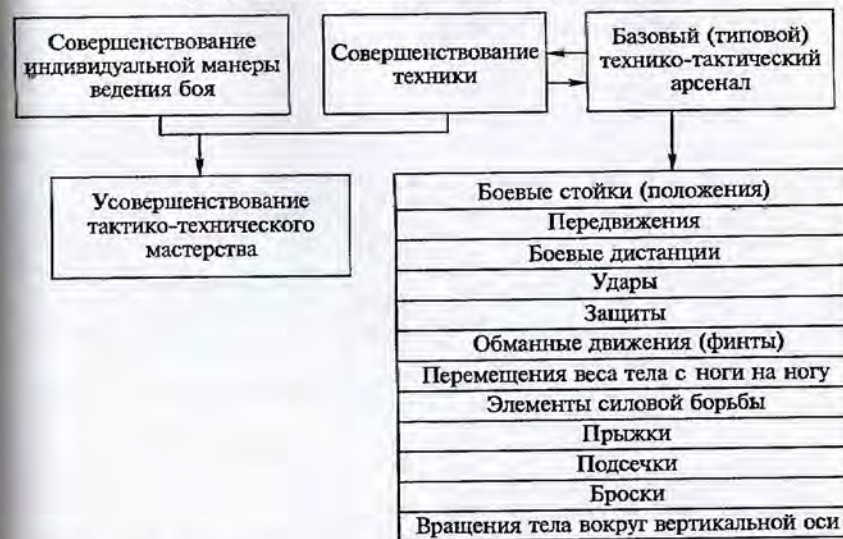 Совершенствование
индивидуальной манеры
ведения боя
Совершенствование
техники
Базовый (типовой)
технико-тактический
арсенал
Усовершенствование
тактико-технического
мастерства
Боевые стойки (положения)
Передвижения
Боевые дистанции
Удары
Защиты
Обманные движения (финты)
Перемещения веса тела с ноги на ногу
Элементы силовой борьбы
Прыжки
Подсечки
Броски
Вращения тела вокруг вертикальной оси